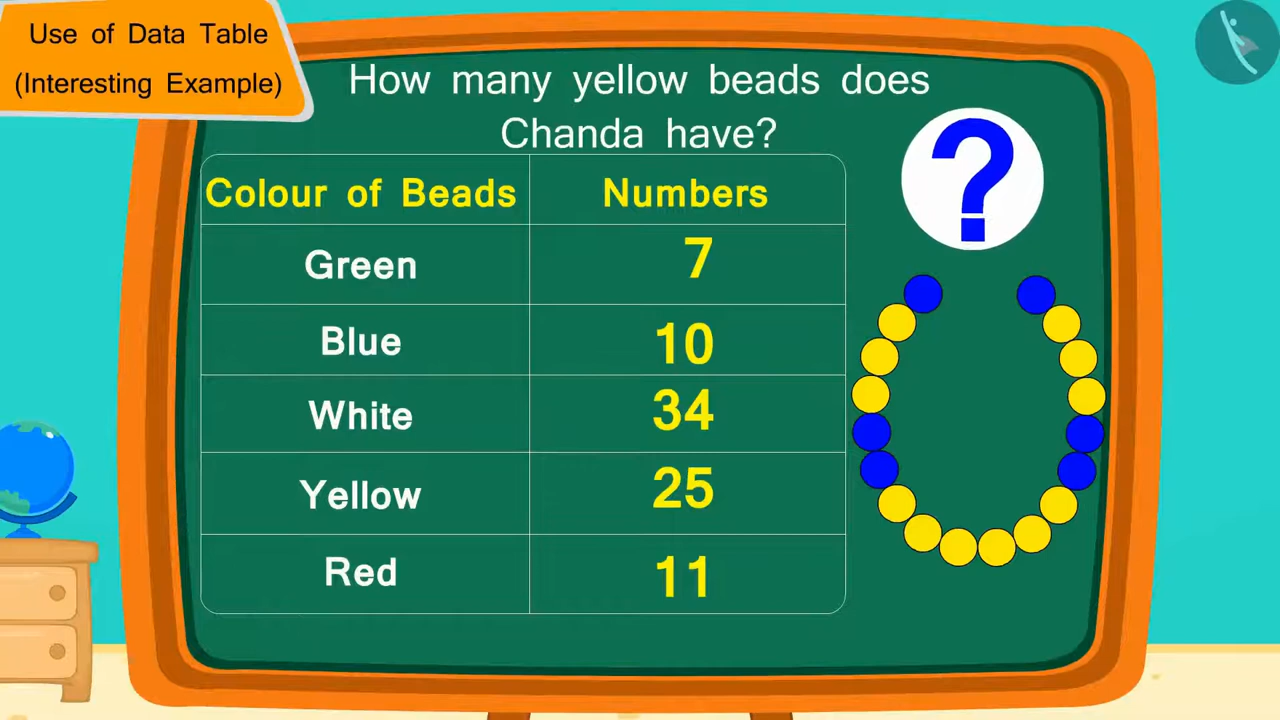 Use of Data Table
(Interesting Example)
How many yellow beads does
Chanda have?
?
Colour of Beads Numbers
Green 7
Blue 10
White 34
Yellow 25
Red 11